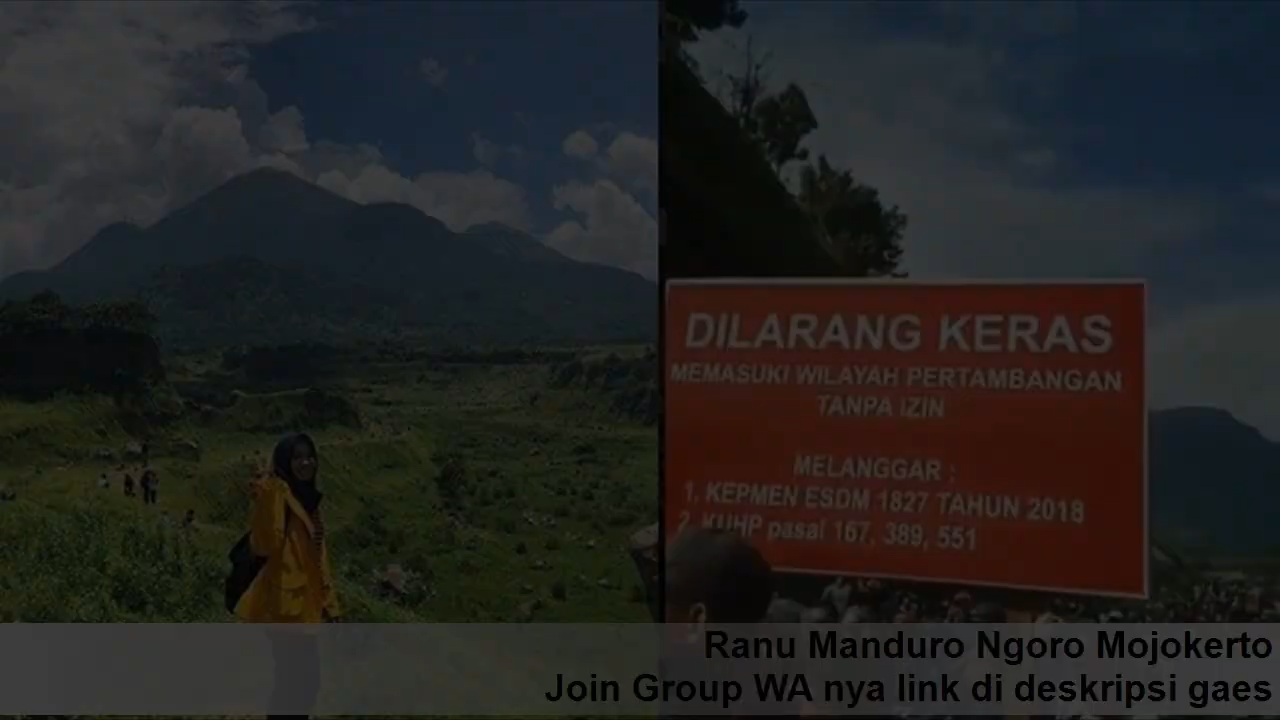 DILARANG KERAS
MEMASUKI WILAYAH PERTAMBANGAN
TANPA IZIN
MELANGGAR :
1. KEPMEN ESDM 1827 TAHUN 2018
2. KUHP pasal 167, 389, 551
Ranu Manduro Ngoro Mojokerto
Join Group WA nya link di deskripsi gaes